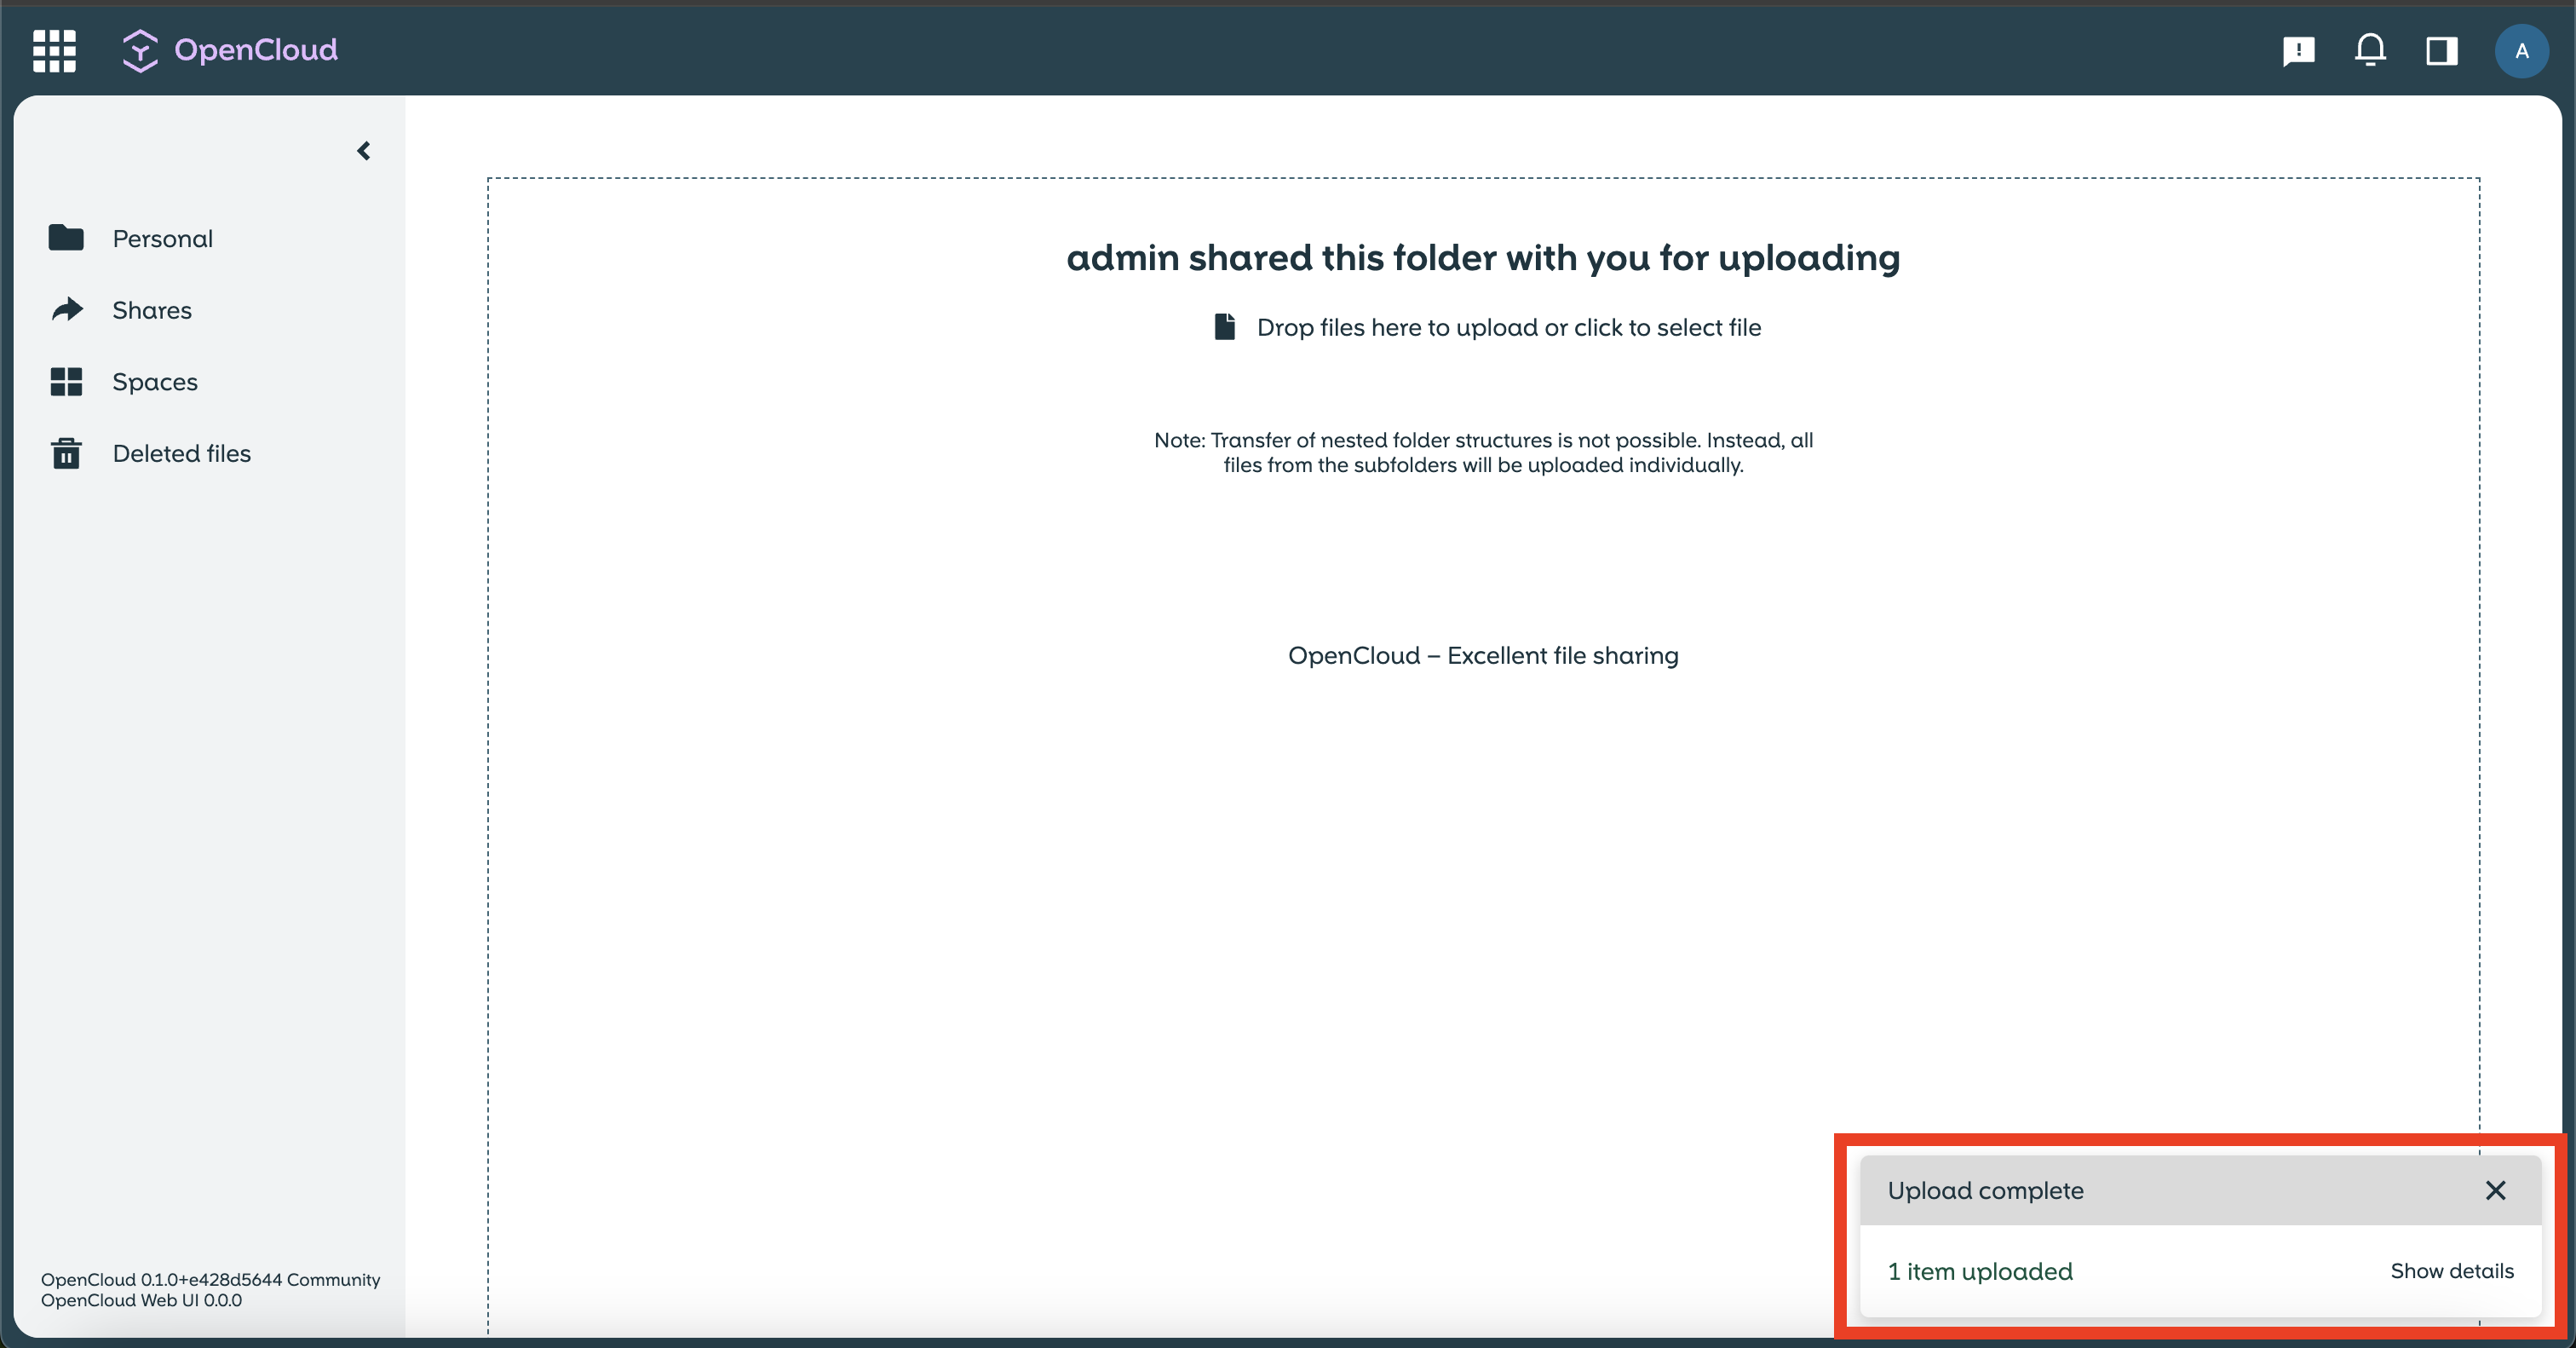 OpenCloud
A
Personal
Shares
Spaces
Deleted files
admin shared this folder with you for uploading
Drop files here to upload or click to select file
Note: Transfer of nested folder structures is not possible. Instead, all
files from the subfolders will be uploaded individually.
OpenCloud – Excellent file sharing
Upload complete
1 item uploaded
Show details
OpenCloud 0.1.0+e428d5644 Community
OpenCloud Web UI 0.0.0